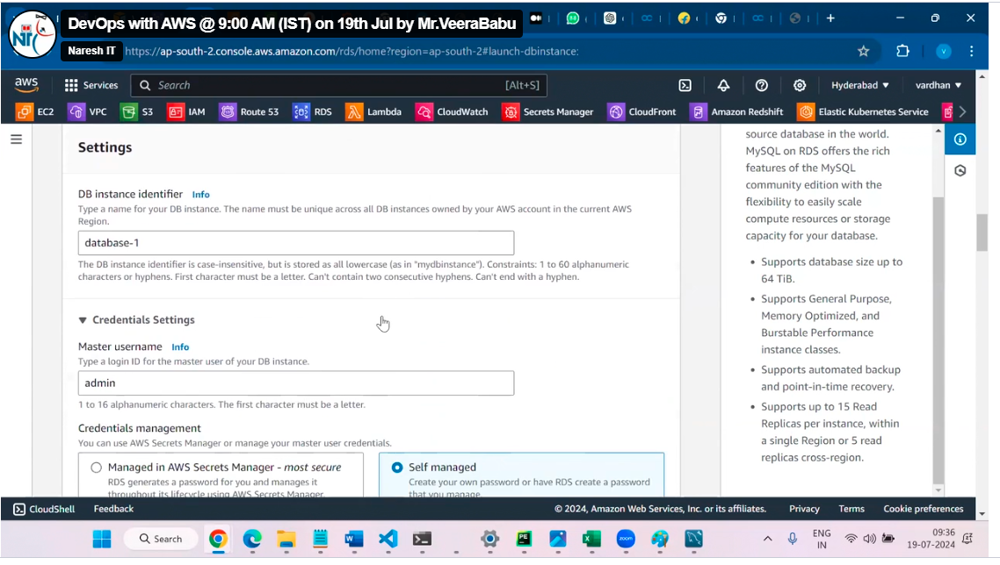 DevOps with AWS @ 9:00 AM (IST) on 19th Jul by Mr.VeeraBabu
Naresh IT
https://ap-south-2.console.aws.amazon.com/rds/home?region=ap-south-2#launch-dbinstance:
aws
Services
Search
[Alt+S]
Hyderabad
vardhan
EC2
VPC
S3
IAM
Route 53
RDS
Lambda
CloudWatch
Secrets Manager
CloudFront
Amazon Redshift
Elastic Kubernetes Service
Settings
DB instance identifier Info
Type a name for your DB instance. The name must be unique across all DB instances owned by your AWS account in the current AWS
Region.
database-1
The DB instance identifier is case-insensitive, but is stored as all lowercase (as in "mydbinstance"). Constraints: 1 to 60 alphanumeric
characters or hyphens. First character must be a letter. Can't contain two consecutive hyphens. Can't end with a hyphen.
Credentials Settings
Master username Info
Type a login ID for the master user of your DB instance.
admin
1 to 16 alphanumeric characters. The first character must be a letter.
Credentials management
You can use AWS Secrets Manager or manage your master user credentials.
Managed in AWS Secrets Manager - most secure
RDS generates a password for you and manages it
throughout its lifecycle using AWS Secrets Manager.
Self managed
Create your own password or have RDS create a password
that you manage.
source database in the world.
MySQL on RDS offers the rich
features of the MySQL
community edition with the
flexibility to easily scale
compute resources or storage
capacity for your database.
• Supports database size up to
64 TiB.
• Supports General Purpose,
Memory Optimized, and
Burstable Performance
instance classes.
• Supports automated backup
and point-in-time recovery.
• Supports up to 15 Read
Replicas per instance, within
a single Region or 5 read
replicas cross-region.
CloudShell
Feedback
© 2024, Amazon Web Services, Inc. or its affiliates.
Privacy
Terms
Cookie preferences
Search
zoom
ENG
IN
09:36
19-07-2024